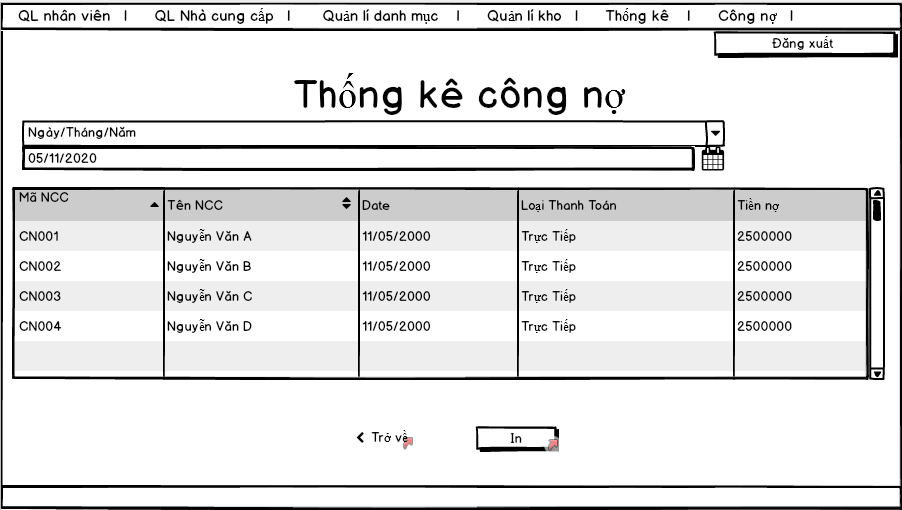 QL nhân viên | QL Nhà cung cấp | Quản lí danh mục | Quản lí kho | Thống kê | Công nợ |
Đăng xuất
Thống kê công nợ
Ngày/Tháng/Năm
05/11/2020
Mã NCC Tên NCC Date Loại Thanh Toán Tiền nợ
CN001 Nguyễn Văn A 11/05/2000 Trực Tiếp 2500000
CN002 Nguyễn Văn B 11/05/2000 Trực Tiếp 2500000
CN003 Nguyễn Văn C 11/05/2000 Trực Tiếp 2500000
CN004 Nguyễn Văn D 11/05/2000 Trực Tiếp 2500000
Trở về In